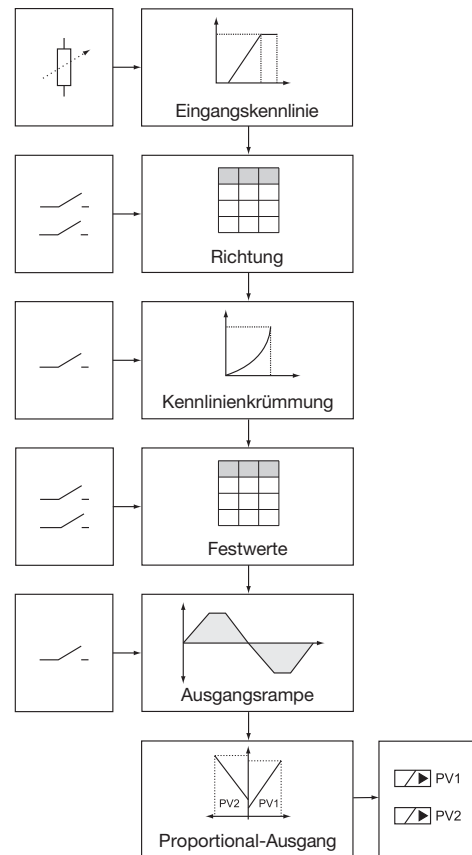 Eingangskennlinie
Richtung
Kennlinienkrümmung
Festwerte
Ausgangsrampe
PV2 PV1
Proportional-Ausgang
PV1
PV2